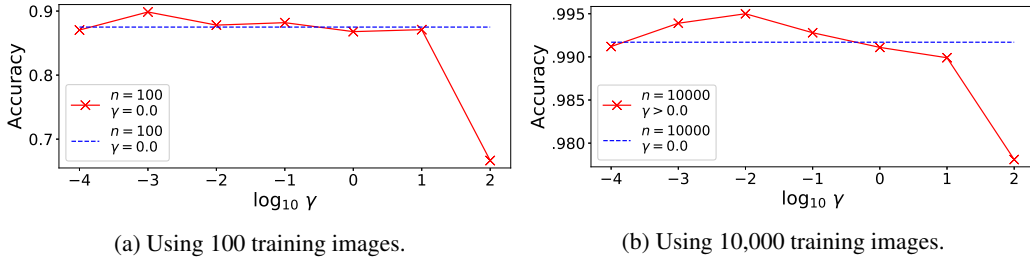 0.9
0.8
0.7
Accuracy
n = 100
γ = 0.0
n = 100
γ = 0.0
−4 −3 −2 −1 0 1 2
log₁₀ γ
(a) Using 100 training images.
.995
.990
.985
.980
Accuracy
n = 10000
γ > 0.0
n = 10000
γ = 0.0
−4 −3 −2 −1 0 1 2
log₁₀ γ
(b) Using 10,000 training images.